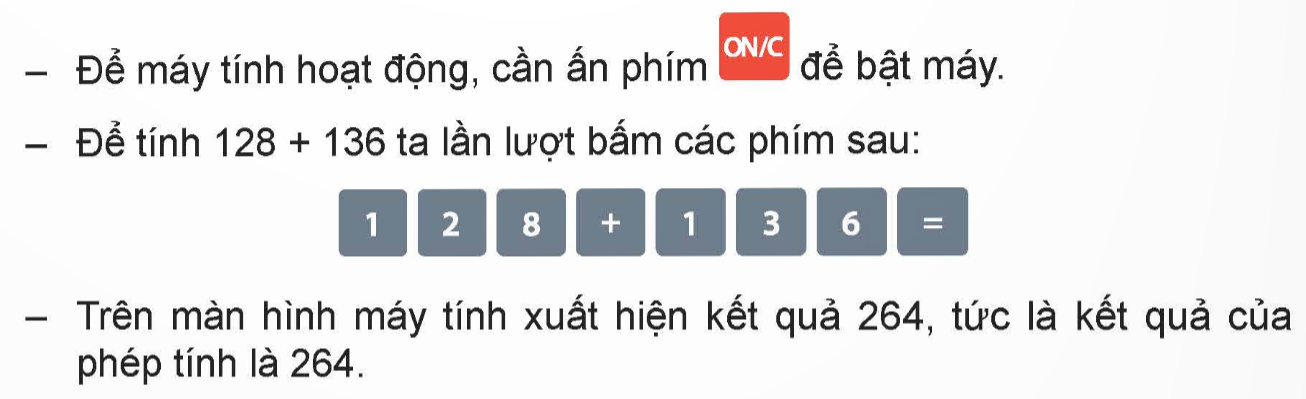 – Để máy tính hoạt động, cần ấn phím ON/C để bật máy.
– Để tính 128 + 136 ta lần lượt bấm các phím sau:
1 2 8 + 1 3 6 =
– Trên màn hình máy tính xuất hiện kết quả 264, tức là kết quả của
phép tính là 264.